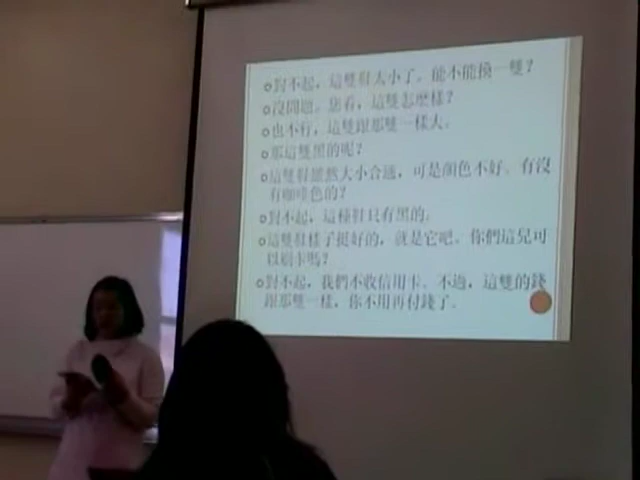 對不起，這雙鞋太小了。能不能換一雙？
沒問題。您看，這雙怎麼樣？
也不行，這雙跟那雙一樣大。
那這雙黑的呢？
這雙鞋雖然大小合適，可是顏色不好。有沒
有咖啡色的？
對不起，這種鞋只有黑的。
這雙鞋樣子挺好的，就是它吧。你們這兒可
以刷卡嗎？
對不起，我們不收信用卡。不過，這雙的錢
跟那雙一樣，你不用再付錢了。